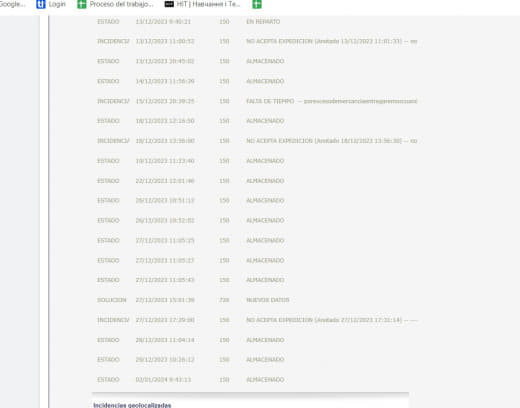 Google... Login Proceso del trabajo... HIT | Навчання і Те...
ESTADO 13/12/2023 9:40:21 150 EN REPARTO
INCIDENCI/ 13/12/2023 11:00:52 150 NO ACEPTA EXPEDICION (Anotado 13/12/2023 11:01:33) -- no
ESTADO 13/12/2023 20:45:02 150 ALMACENADO
ESTADO 14/12/2023 11:56:39 150 ALMACENADO
INCIDENCI/ 15/12/2023 20:39:25 150 FALTA DE TIEMPO --
ESTADO 18/12/2023 12:16:50 150 ALMACENADO
INCIDENCI/ 18/12/2023 13:56:00 150 NO ACEPTA EXPEDICION (Anotado 18/12/2023 13:56:30) -- no
ESTADO 19/12/2023 11:23:40 150 ALMACENADO
ESTADO 22/12/2023 12:01:46 150 ALMACENADO
ESTADO 26/12/2023 10:51:12 150 ALMACENADO
ESTADO 26/12/2023 10:52:02 150 ALMACENADO
ESTADO 27/12/2023 11:05:25 150 ALMACENADO
ESTADO 27/12/2023 11:05:27 150 ALMACENADO
ESTADO 27/12/2023 11:05:43 150 ALMACENADO
SOLUCION 27/12/2023 15:01:39 728 NUEVOS DATOS
INCIDENCI/ 27/12/2023 17:29:00 150 NO ACEPTA EXPEDICION (Anotado 27/12/2023 17:31:14) -- ---
ESTADO 28/12/2023 11:04:14 150 ALMACENADO
ESTADO 29/12/2023 10:26:12 150 ALMACENADO
ESTADO 02/01/2024 9:43:13 150 ALMACENADO
Incidencias geolocalizadas